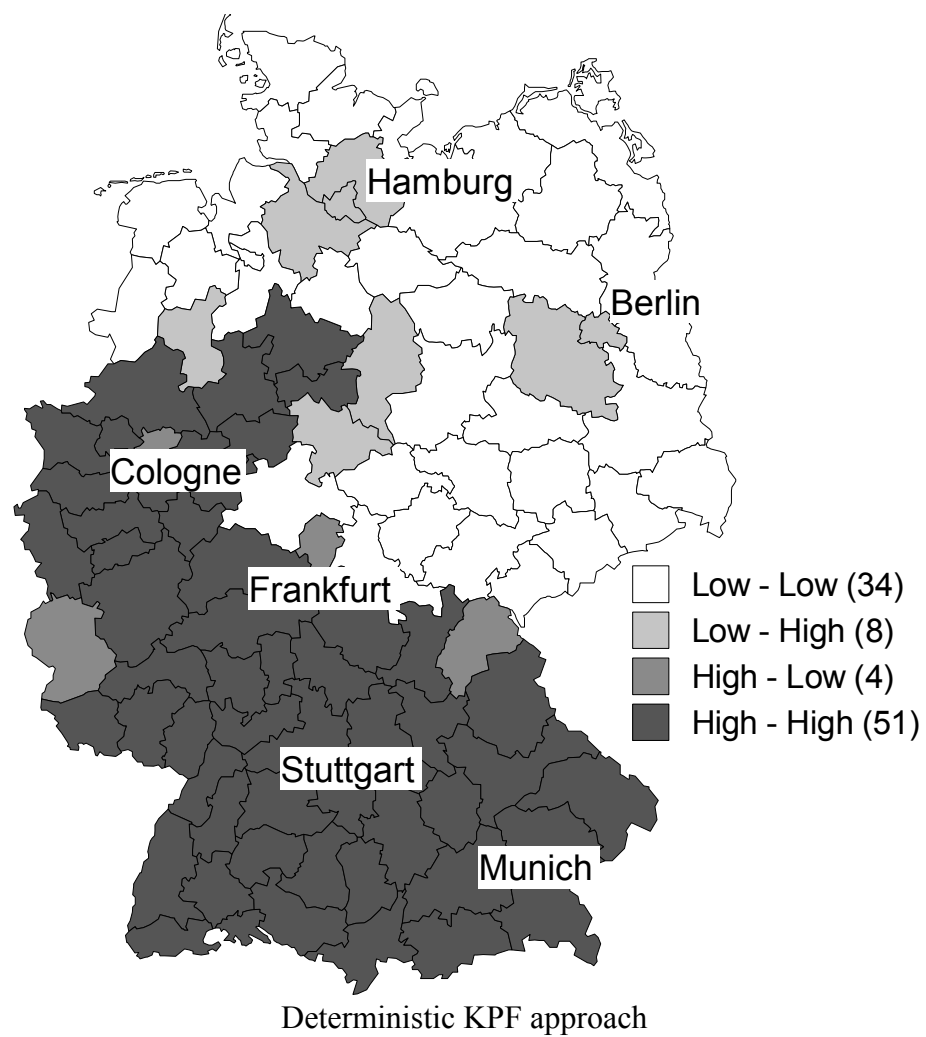 Hamburg
Berlin
Cologne
Frankfurt
Low - Low (34)
Low - High (8)
High - Low (4)
High - High (51)
Stuttgart
Munich
Deterministic KPF approach